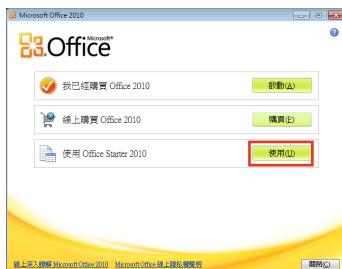 Microsoft Office 2010
Microsoft®
Office
我已經購買 Office 2010
啟動(A)
線上購買 Office 2010
購買(P)
使用 Office Starter 2010
使用(U)
線上深入瞭解 Microsoft Office 2010 Microsoft Office 線上隱私權聲明
關閉(C)